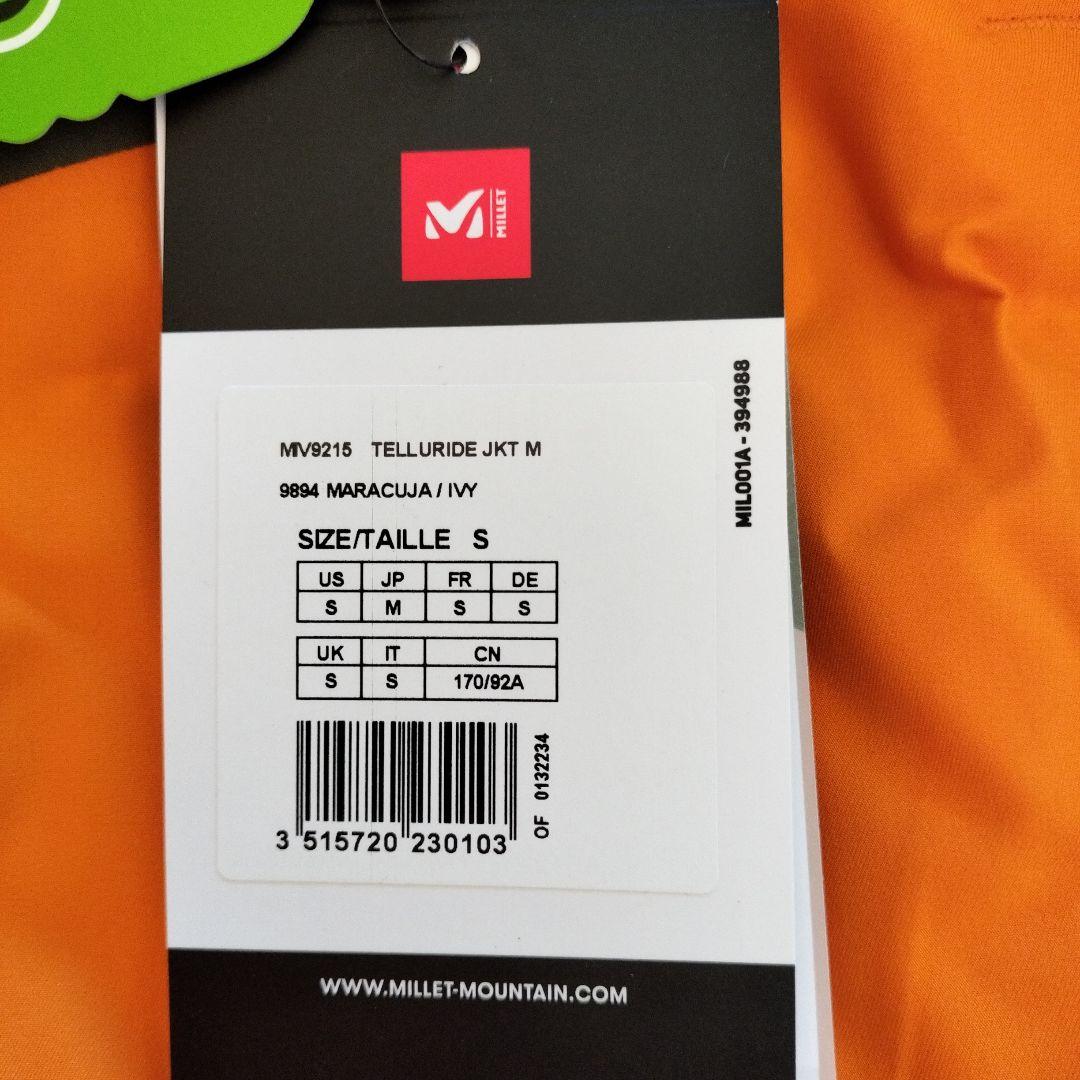 MILLET
MIL001A - 394988
MIV9215 TELLURIDE JKT M
9894 MARACUJA / IVY
SIZE/TAILLE S
US JP FR DE
S M S S
UK IT CN
S S 170/92A
OF 0132234
3 515720 230103
WWW.MILLET-MOUNTAIN.COM